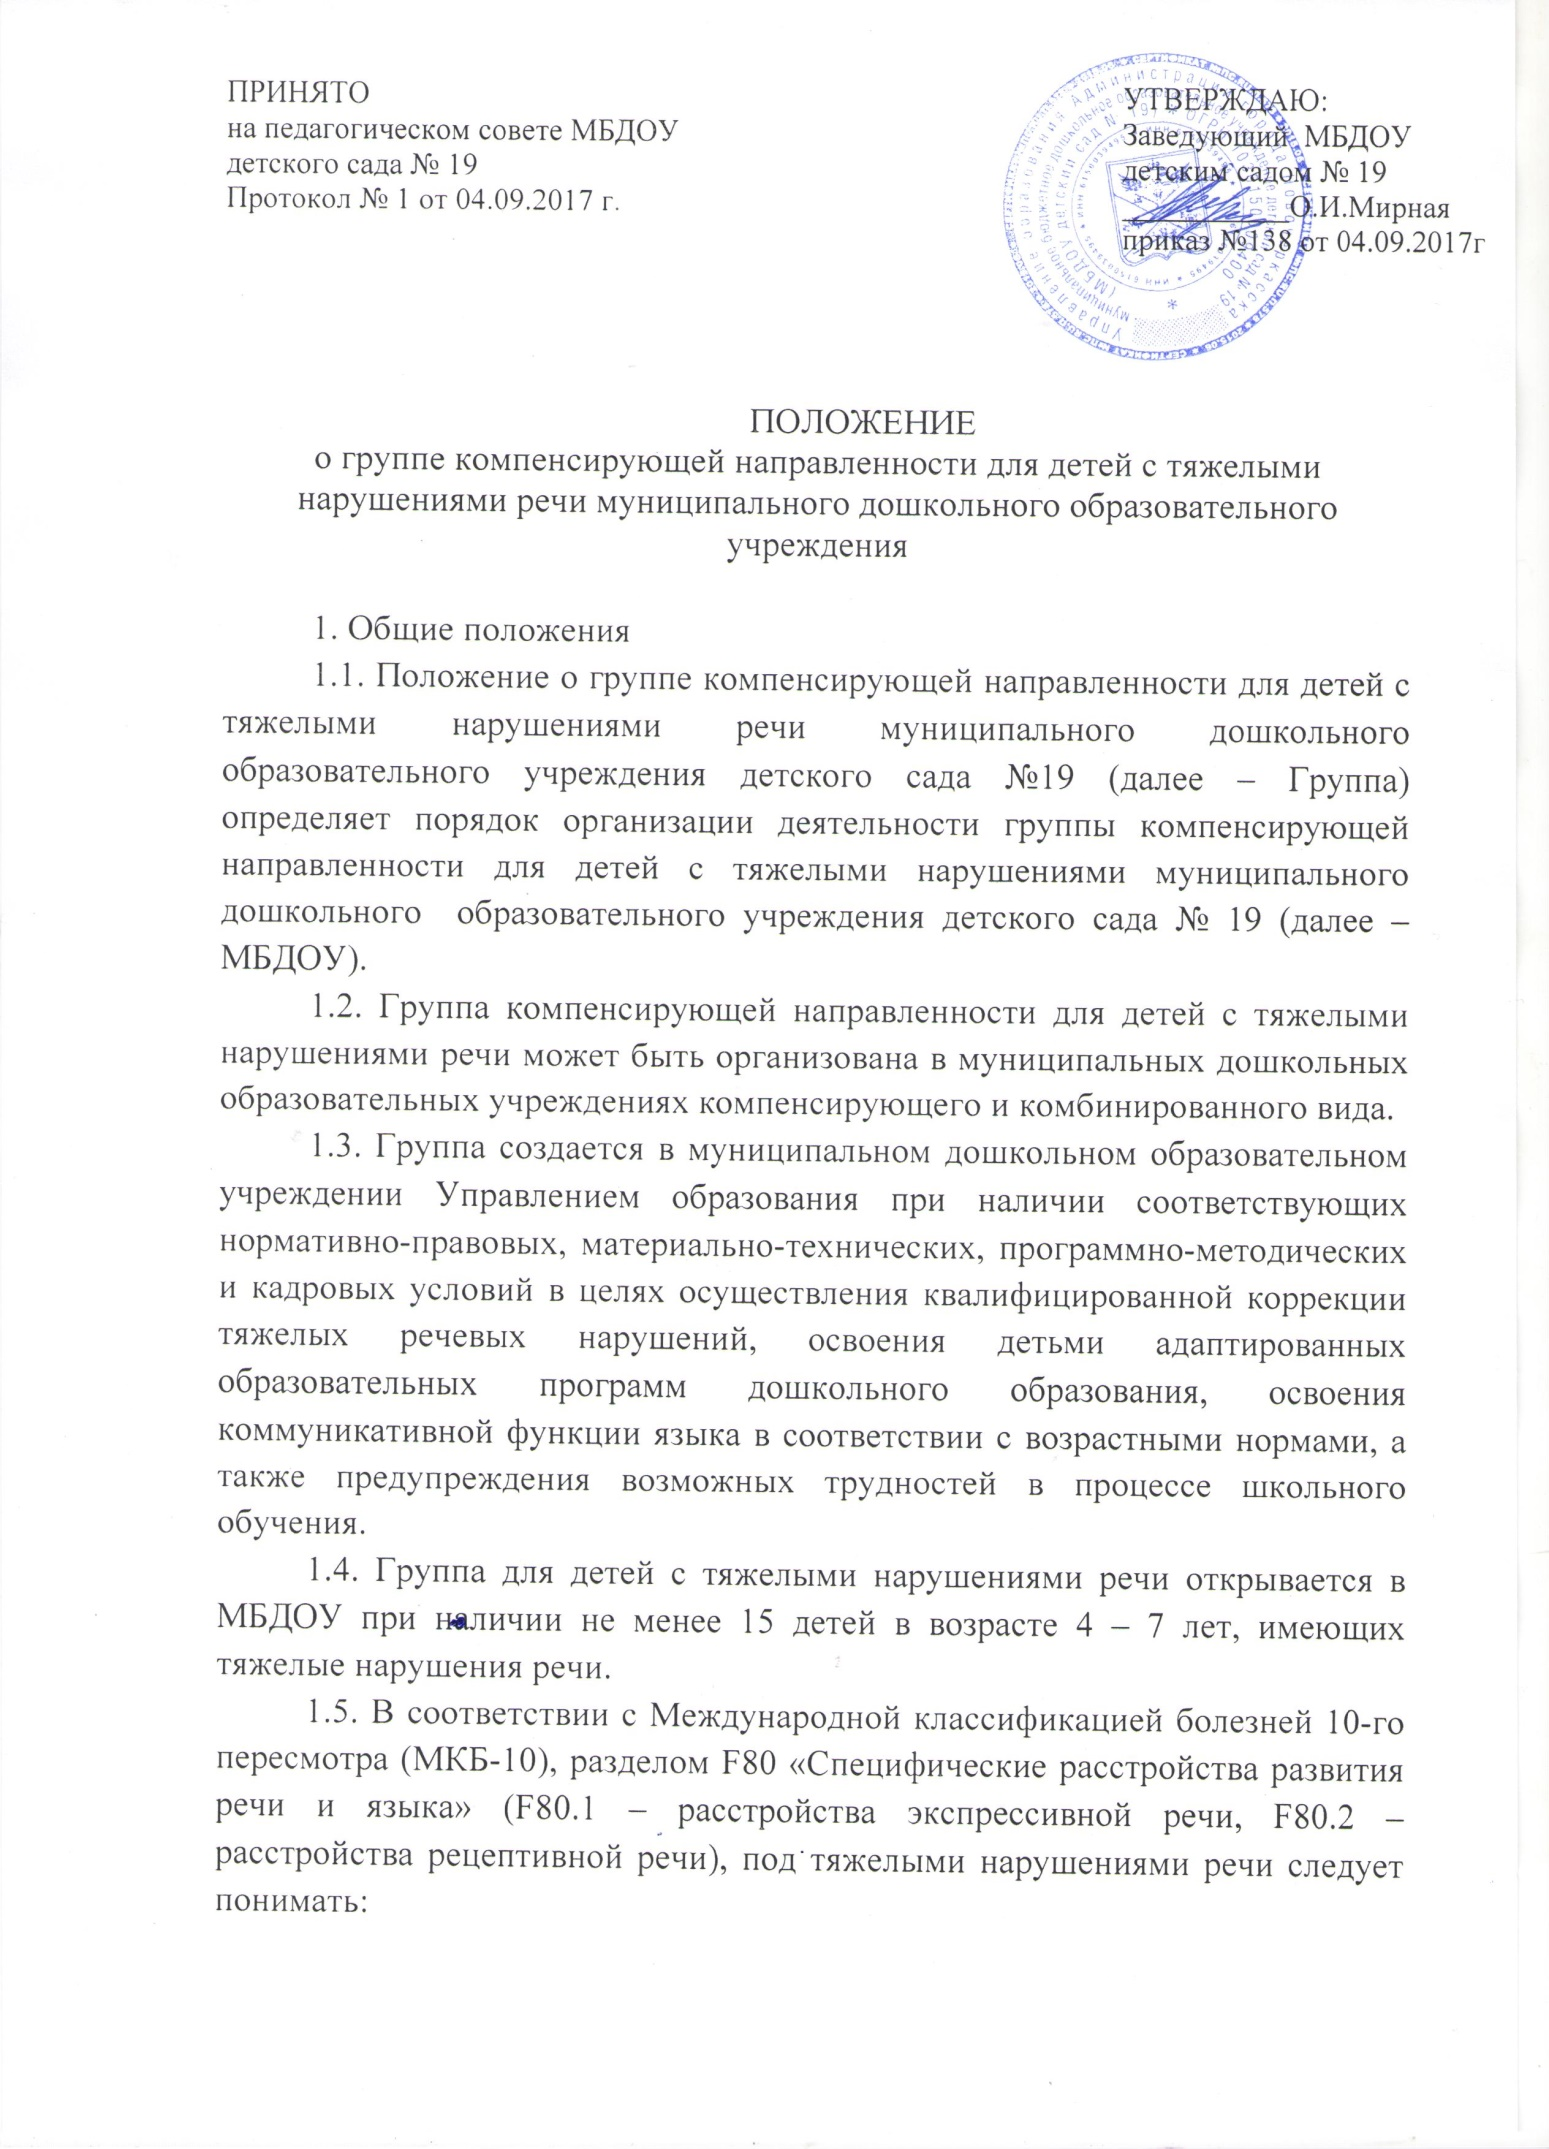 ПРИНЯТО
на педагогическом совете МБДОУ
детского сада № 19
Протокол № 1 от 04.09.2017 г.
УТВЕРЖДАЮ:
Заведующий МБДОУ
детским садом № 19
О.И.Мирная
приказ №138 от 04.09.2017г
ПОЛОЖЕНИЕ
о группе компенсирующей направленности для детей с тяжелыми
нарушениями речи муниципального дошкольного образовательного
учреждения
1. Общие положения
1.1. Положение о группе компенсирующей направленности для детей с
тяжелыми нарушениями речи муниципального дошкольного
образовательного учреждения детского сада №19 (далее – Группа)
определяет порядок организации деятельности группы компенсирующей
направленности для детей с тяжелыми нарушениями муниципального
дошкольного образовательного учреждения детского сада № 19 (далее –
МБДОУ).
1.2. Группа компенсирующей направленности для детей с тяжелыми
нарушениями речи может быть организована в муниципальных дошкольных
образовательных учреждениях компенсирующего и комбинированного вида.
1.3. Группа создается в муниципальном дошкольном образовательном
учреждении Управлением образования при наличии соответствующих
нормативно-правовых, материально-технических, программно-методических
и кадровых условий в целях осуществления квалифицированной коррекции
тяжелых речевых нарушений, освоения детьми адаптированных
образовательных программ дошкольного образования, освоения
коммуникативной функции языка в соответствии с возрастными нормами, а
также предупреждения возможных трудностей в процессе школьного
обучения.
1.4. Группа для детей с тяжелыми нарушениями речи открывается в
МБДОУ при наличии не менее 15 детей в возрасте 4 – 7 лет, имеющих
тяжелые нарушения речи.
1.5. В соответствии с Международной классификацией болезней 10-го
пересмотра (МКБ-10), разделом F80 «Специфические расстройства развития
речи и языка» (F80.1 – расстройства экспрессивной речи, F80.2 –
расстройства рецептивной речи), под тяжелыми нарушениями речи следует
понимать: